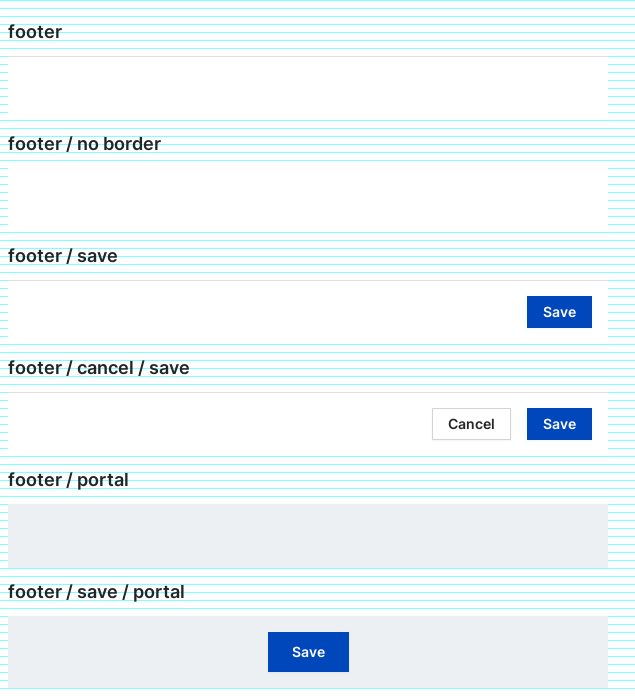 footer
footer / no border
footer / save
Save
footer / cancel / save
Cancel Save
footer / portal
footer / save / portal
Save